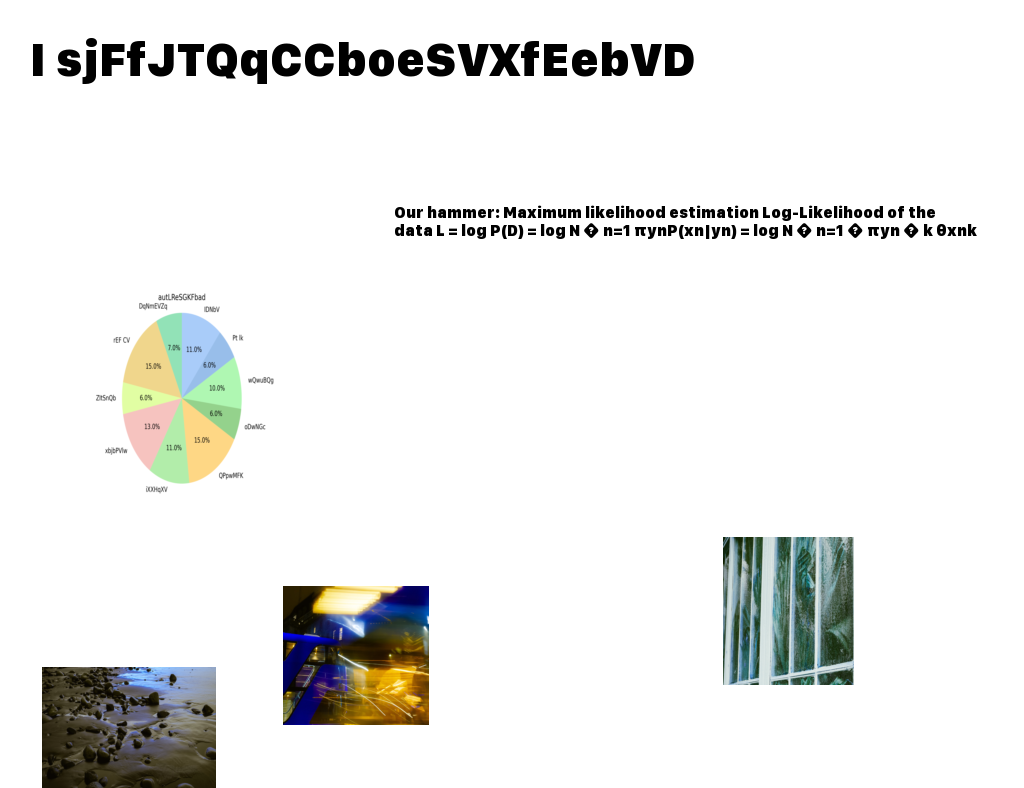 I sjFfJTQqCCboeSVXfEebVD
Our hammer: Maximum likelihood estimation Log-Likelihood of the
data L = log P(D) = log N � n=1 πynP(xn|yn) = log N � n=1 � πyn � k θxnk
autLReSGKFbad
DqNmEVZq
IDNbV
rEF CV
Pt Ik
7.0%
11.0%
15.0%
6.0%
wQwuBQg
10.0%
ZItSnQb
6.0%
6.0%
13.0%
oDwNGc
15.0%
xbjbPVIw
11.0%
QPpwMFK
iXXHqXV